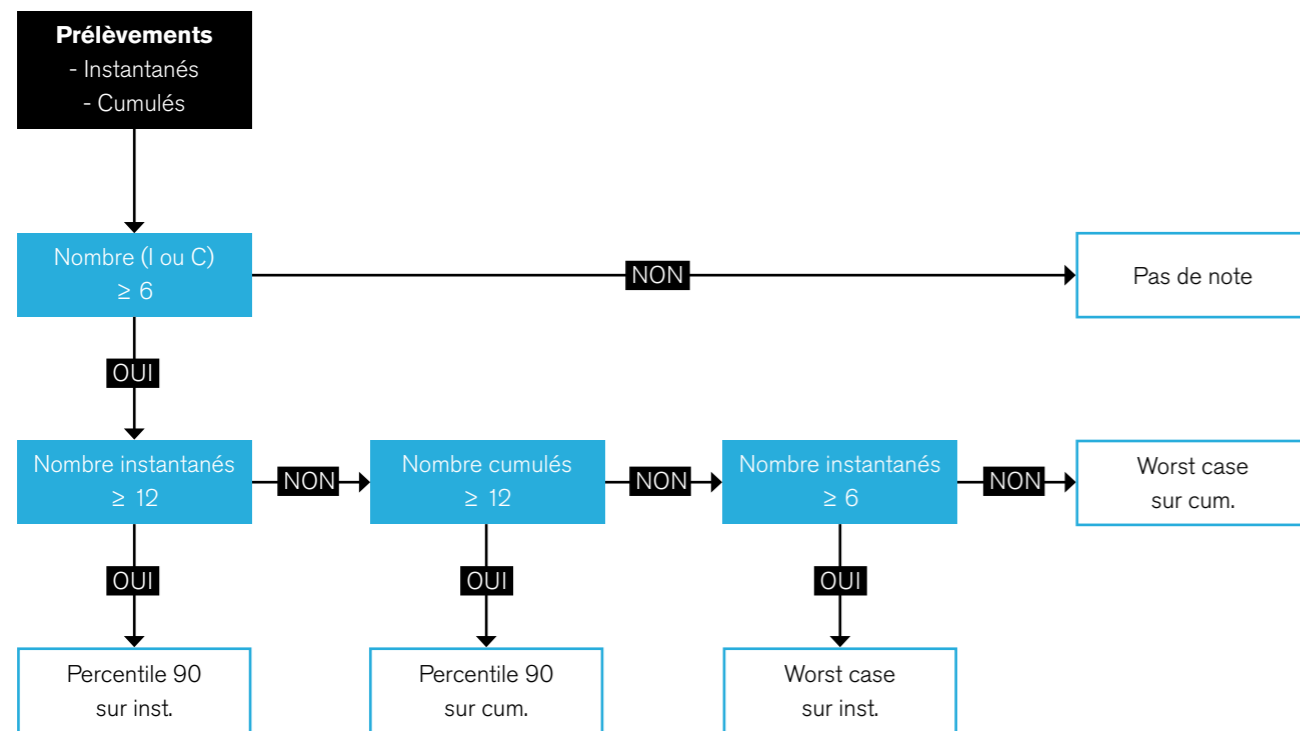 Prélèvements
- Instantanés
- Cumulés
Nombre (I ou C)
≥ 6
NON
Pas de note
OUI
Nombre instantanés
≥ 12
NON
Nombre cumulés
≥ 12
NON
Nombre instantanés
≥ 6
NON
Worst case
sur cum.
OUI
OUI
OUI
Percentile 90
sur inst.
Percentile 90
sur cum.
Worst case
sur inst.